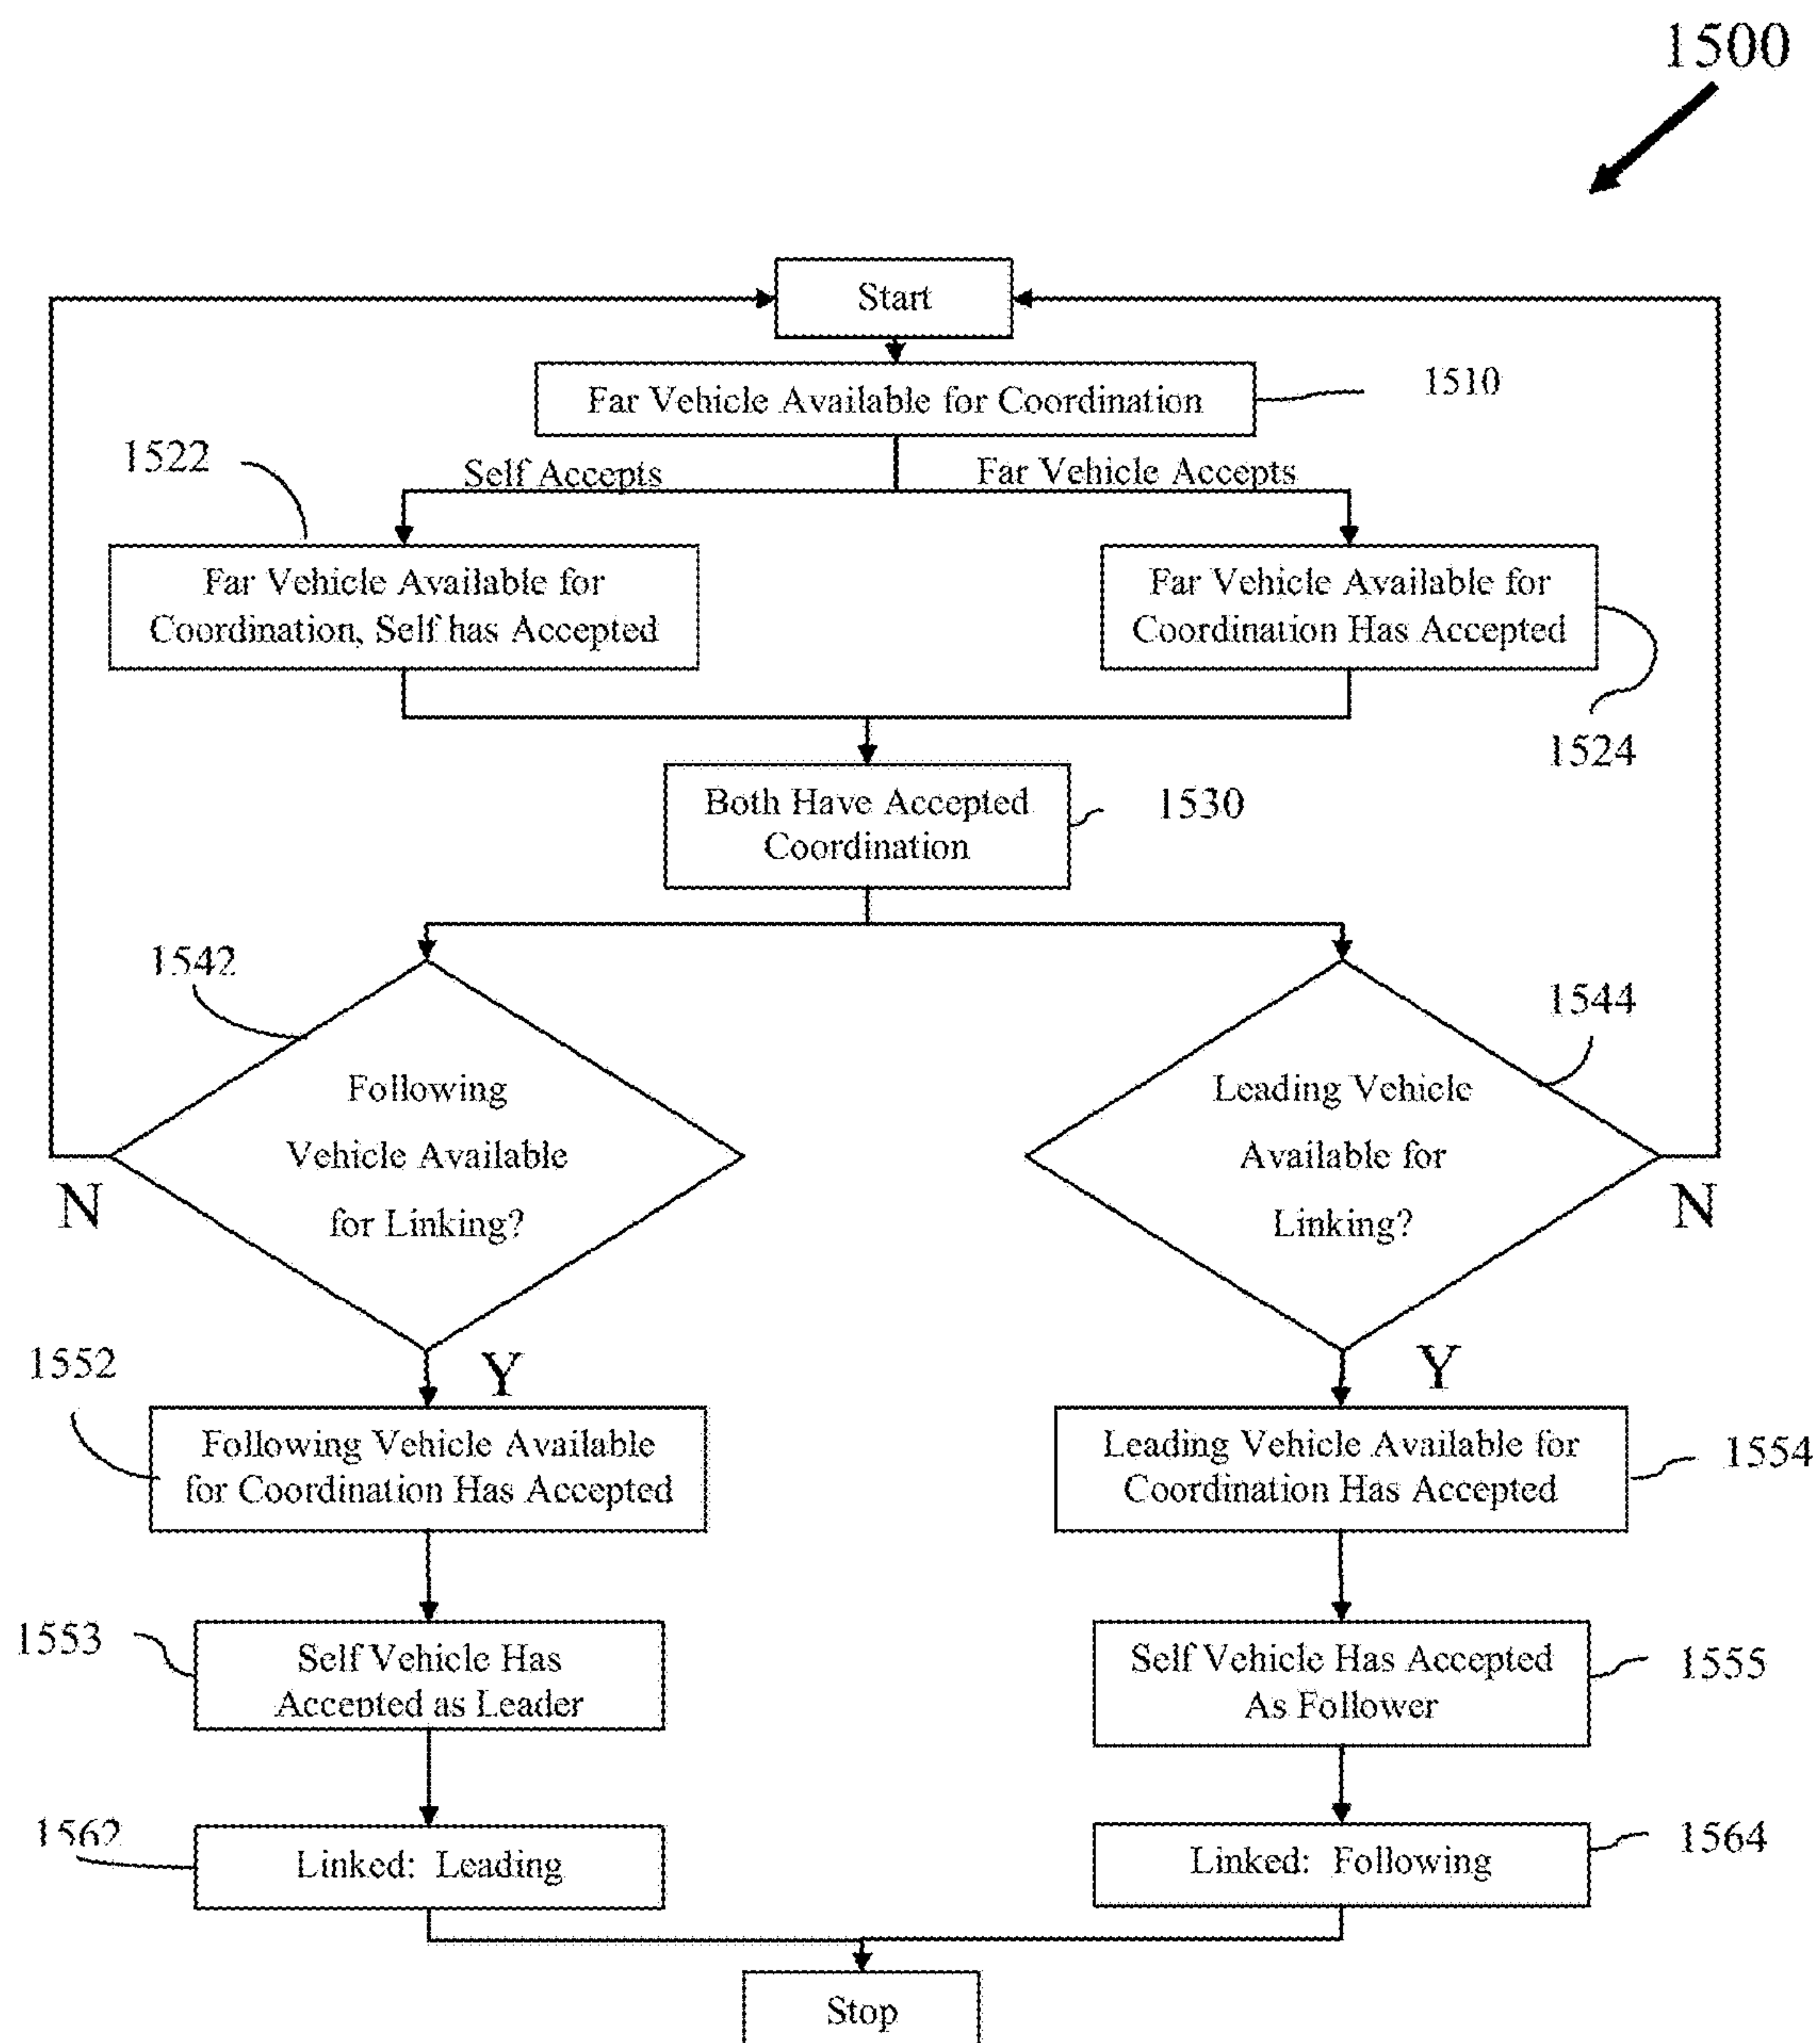 1500
Start
Far Vehicle Available for Coordination
1510
1522
Self Accepts
Far Vehicle Accepts
Far Vehicle Available for
Coordination, Self has Accepted
Far Vehicle Available for
Coordination Has Accepted
1524
Both Have Accepted
Coordination
1530
1542
1544
Following
Vehicle Available
for Linking?
Leading Vehicle
Available for
Linking?
N
N
Y
Y
1552
Following Vehicle Available
for Coordination Has Accepted
Leading Vehicle Available for
Coordination Has Accepted
1554
1553
Self Vehicle Has
Accepted as Leader
Self Vehicle Has Accepted
As Follower
1555
1562
Linked: Leading
Linked: Following
1564
Stop